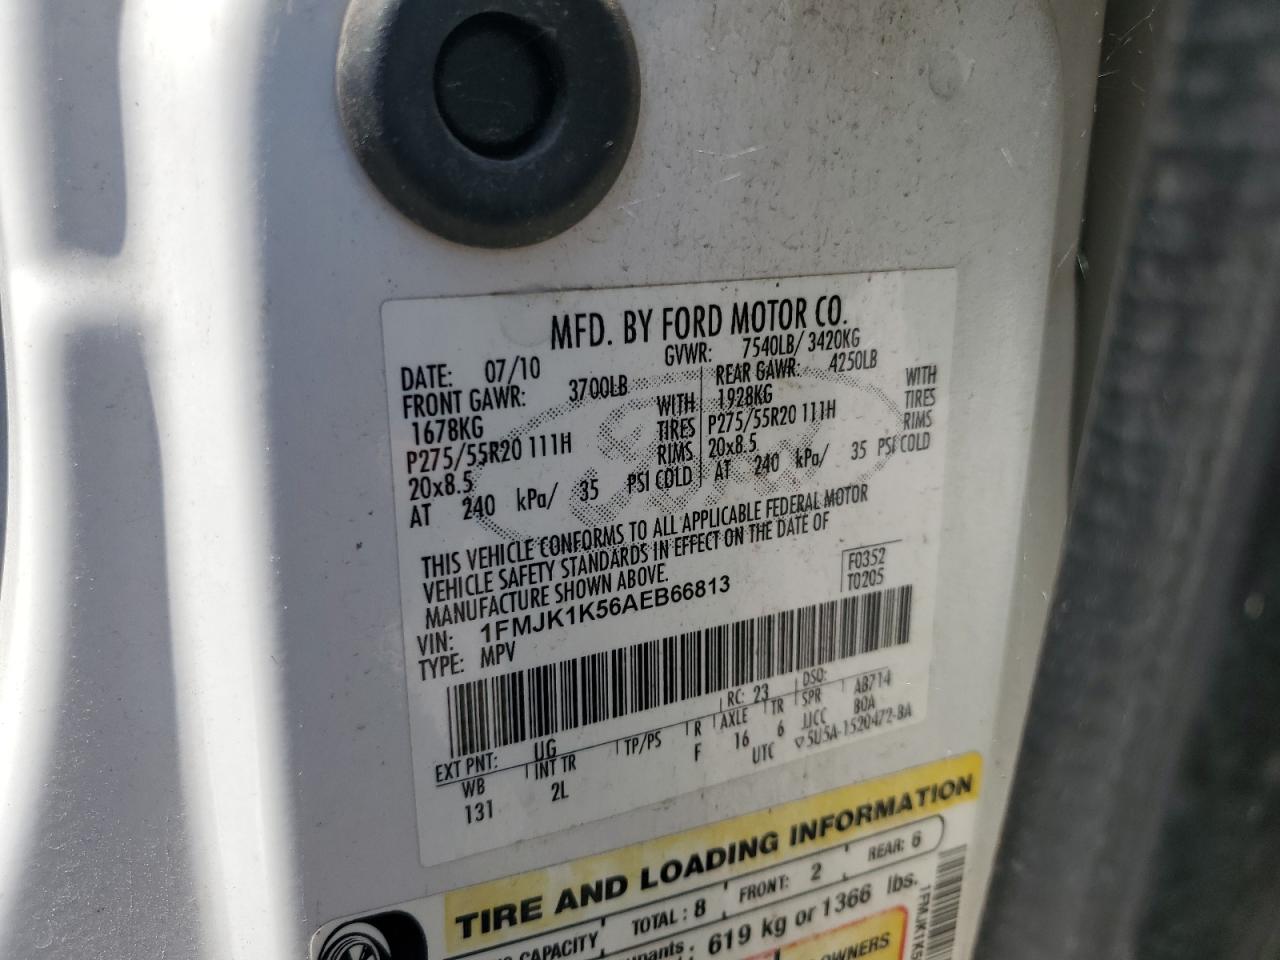 MFD. BY FORD MOTOR CO.
DATE: 07/10 GVWR: 7540LB/ 3420KG
FRONT GAWR: 3700LB REAR GAWR: 4250LB
1678KG WITH 1928KG WITH
P275/55R20 111H TIRES P275/55R20 111H TIRES
20x8.5 RIMS 20x8.5 RIMS
AT 240 kPa/ 35 PSI COLD AT 240 kPa/ 35 PSI COLD
THIS VEHICLE CONFORMS TO ALL APPLICABLE FEDERAL MOTOR
VEHICLE SAFETY STANDARDS IN EFFECT ON THE DATE OF
MANUFACTURE SHOWN ABOVE.
F0352
VIN: 1FMJK1K56AEB66813
T0205
TYPE: MPV
EXT PNT: UG RC: 23 DSO:
WB INT TR TP/PS R AXLE TR SPR AB714
131 2L F 16 6 JJCC BOA
UTC ▽5U5A-1520472-BA
TIRE AND LOADING INFORMATION
CAPACITY TOTAL: 8 FRONT: 2 REAR: 6
619 kg or 1366 lbs.
OWNERS
1FMJK1K5